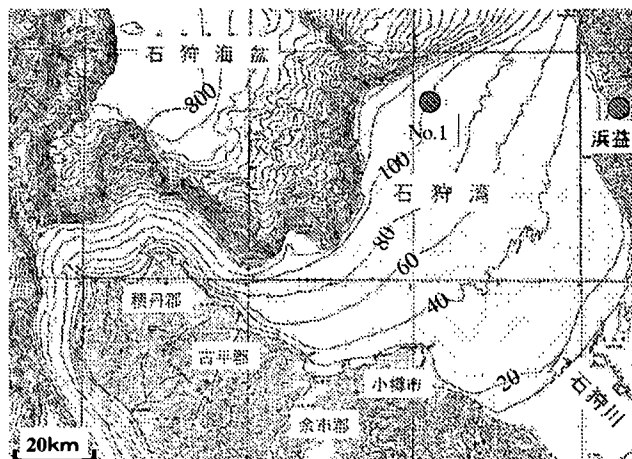 石狩海盆
800
No.1
浜益
100
石狩湾
80
60
積丹郡
40
古平郡
小樽市
20
石狩川
余市郡
20km